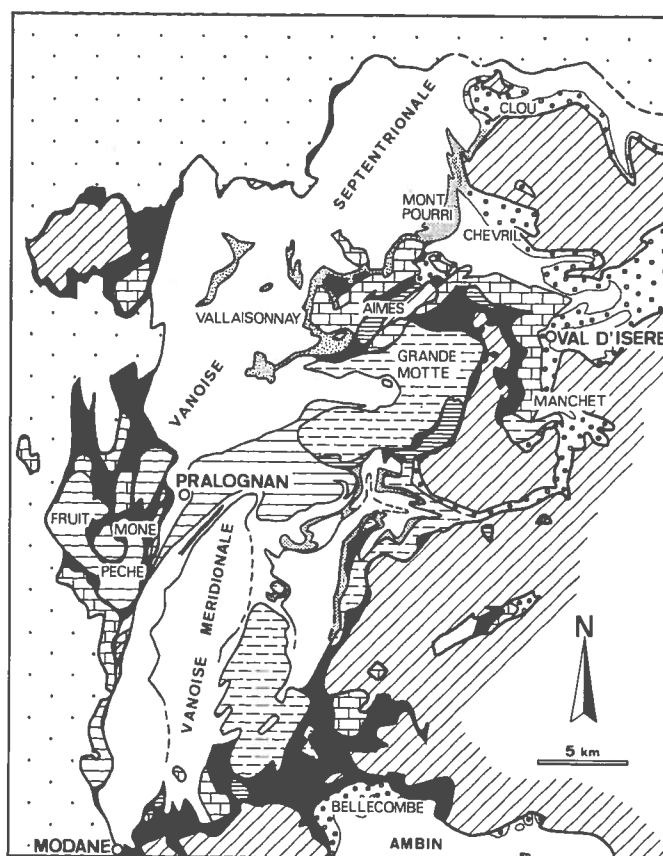 CLOU
SEPTENTRIONALE
MONT
POURRI
CHEVRIL
VALLAISONNAY
AIMES
VAL D'ISERE
GRANDE
MOTTE
VANOISE
MANCHET
PRALOGNAN
FRUIT
MONE
PECHE
VANOISE MERIDIONALE
N
5 km
BELLECOMBE
MODANE
AMBIN